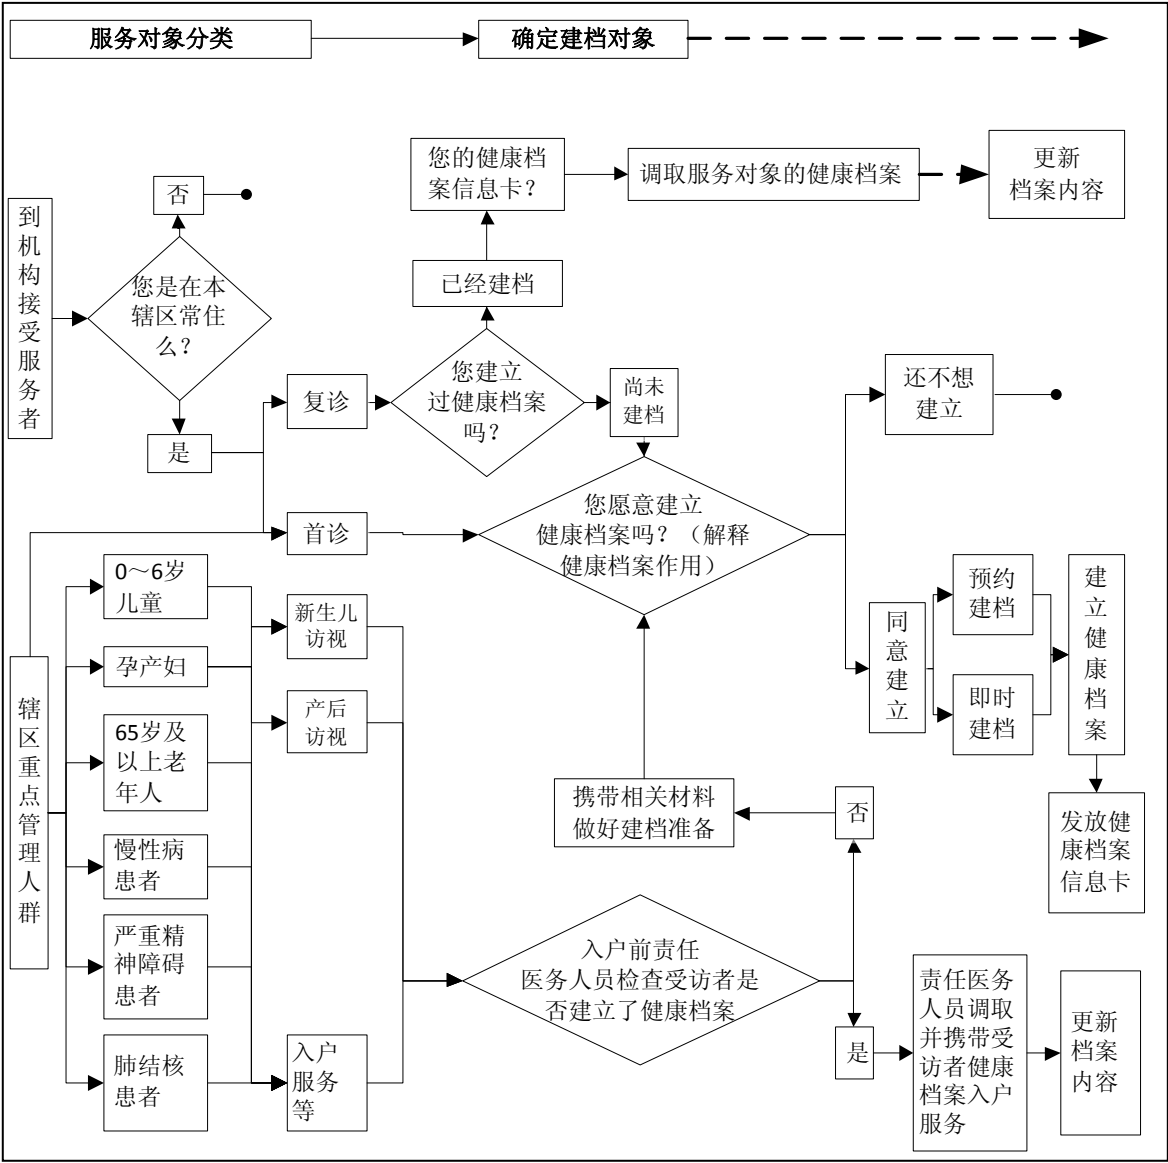 服务对象分类
确定建档对象
您的健康档
案信息卡？
调取服务对象的健康档案
更新
档案内容
否
到
机
构
接
受
服
务
者
您是在本
辖区常住
么？
已经建档
是
复诊
您建立
过健康档案
吗？
尚未
建档
还不想
建立
首诊
您愿意建立
健康档案吗？（解释
健康档案作用）
0～6岁
儿童
孕产妇
65岁及
以上老
年人
慢性病
患者
严重精
神障碍
患者
肺结核
患者
辖
区
重
点
管
理
人
群
新生儿
访视
产后
访视
入户
服务
等
同
意
建
立
预约
建档
即时
建档
建
立
健
康
档
案
发放健
康档案
信息卡
携带相关材料
做好建档准备
否
入户前责任
医务人员检查受访者是
否建立了健康档案
是
责任医务
人员调取
并携带受
访者健康
档案入户
服务
更新
档案
内容